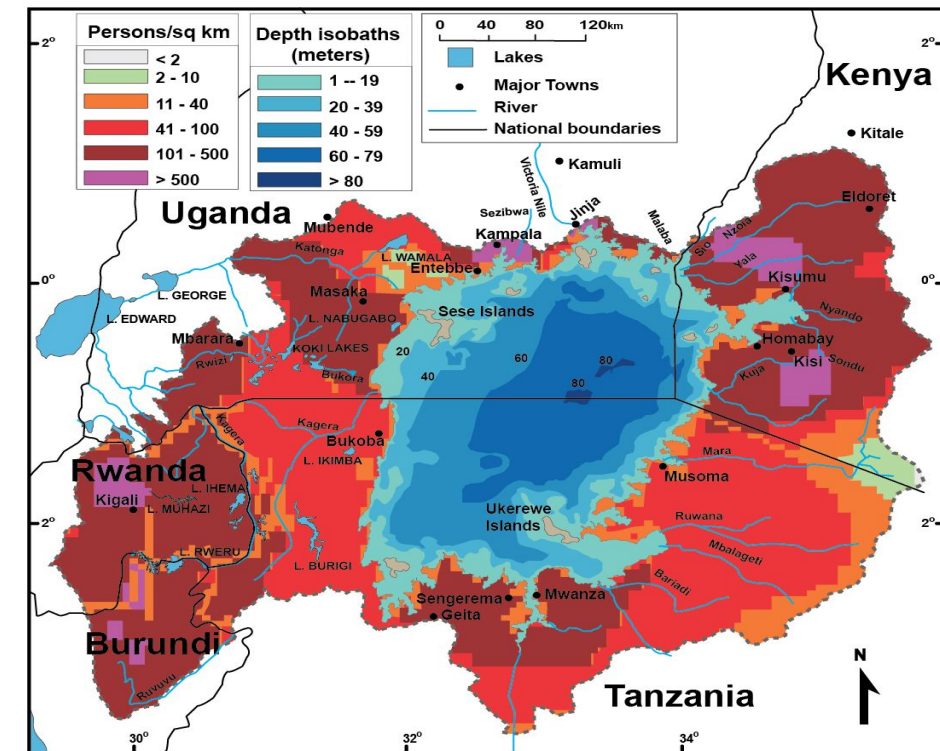 Persons/sq km
< 2
2 - 10
11 - 40
41 - 100
101 - 500
> 500
Depth isobaths
(meters)
1 -- 19
20 - 39
40 - 59
60 - 79
> 80
0 40 80 120km
Lakes
Major Towns
River
National boundaries
2°
2°
Kenya
Kitale
Kamuli
Victoria Nile
Eldoret
Uganda
Mubende
Sezibwa
Jinja
Malaba
Kampala
Sio
Nzoia
Yala
Katonga
L. WAMALA
Entebbe
0°
0°
Kisumu
L. GEORGE
Masaka
L. EDWARD
L. NABUGABO
Sese Islands
Nyando
Mbarara
KOKI LAKES
Homabay
Kisi
Sondu
Rwizi
Bukora
Kuja
20
40
60
80
80
Kagera
Kagera
Bukoba
L. IKIMBA
Rwanda
Mara
Musoma
L. IHEMA
Kigali
L. MUHAZI
Ukerewe
Islands
Ruwana
2°
2°
Mbalageti
L. RWERU
L. BURIGI
Bariadi
Sengerema
Mwanza
Geita
Burundi
Ruvuvu
Tanzania
N
30°
32°
34°